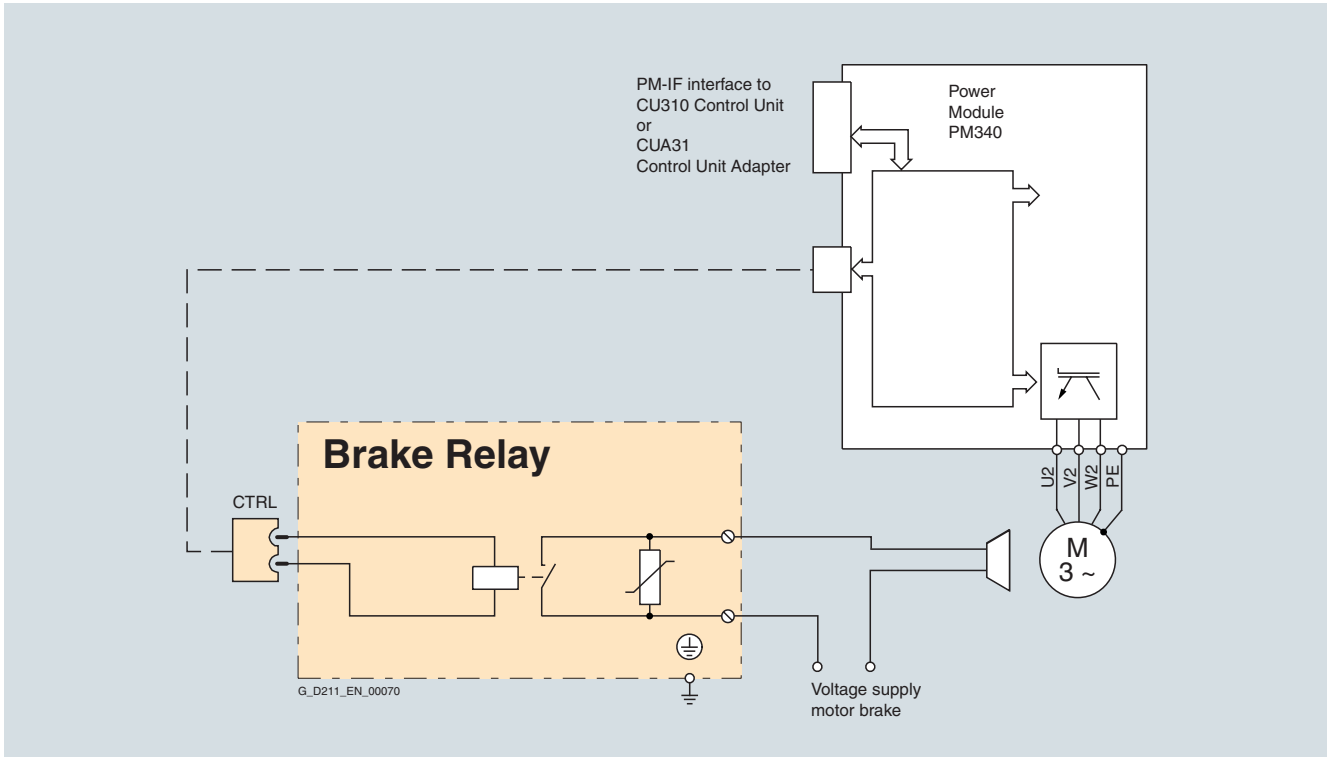 PM-IF interface to
CU310 Control Unit
or
CUA31
Control Unit Adapter
Power
Module
PM340
U2
V2
W2
PE
M
3 ~
Brake Relay
CTRL
G_D211_EN_00070
Voltage supply
motor brake